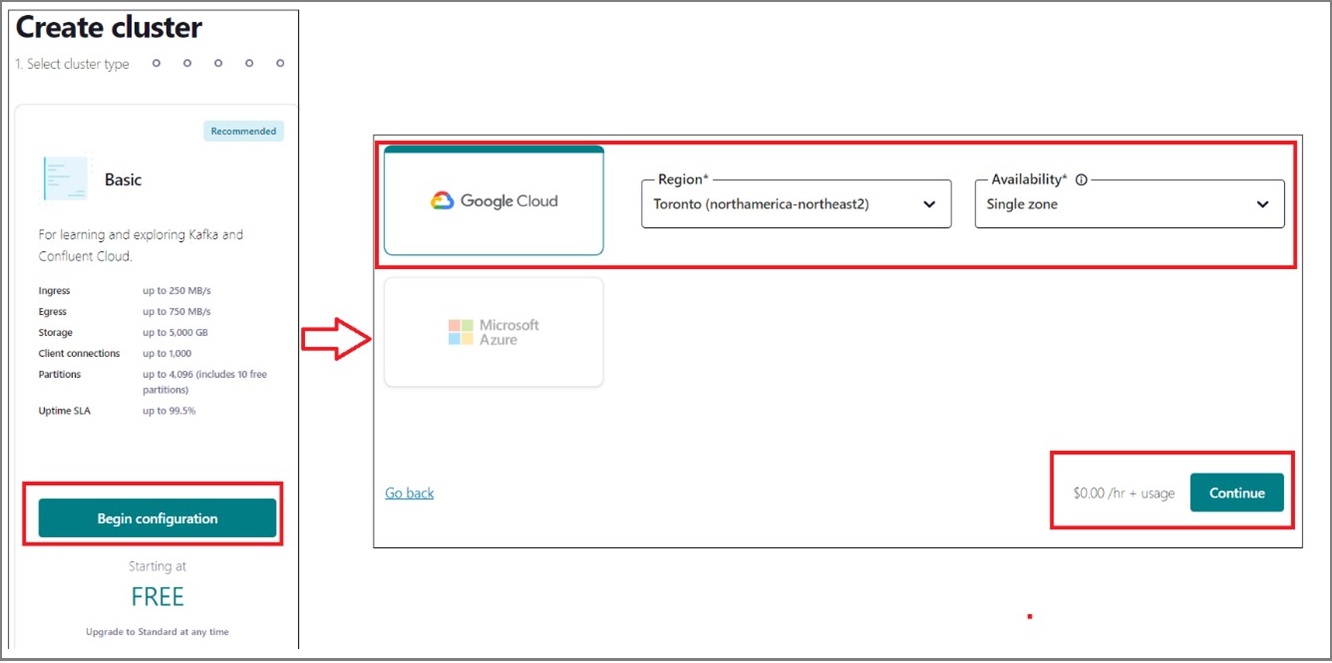 Create cluster
1. Select cluster type
Recommended
Basic
For learning and exploring Kafka and
Confluent Cloud.
Ingress up to 250 MB/s
Egress up to 750 MB/s
Storage up to 5,000 GB
Client connections up to 1,000
Partitions up to 4,096 (includes 10 free
partitions)
Uptime SLA up to 99.5%
Begin configuration
Starting at
FREE
Upgrade to Standard at any time
Google Cloud
Region*
Toronto (northamerica-northeast2)
Availability*
Single zone
Microsoft
Azure
Go back
$0.00 /hr + usage
Continue